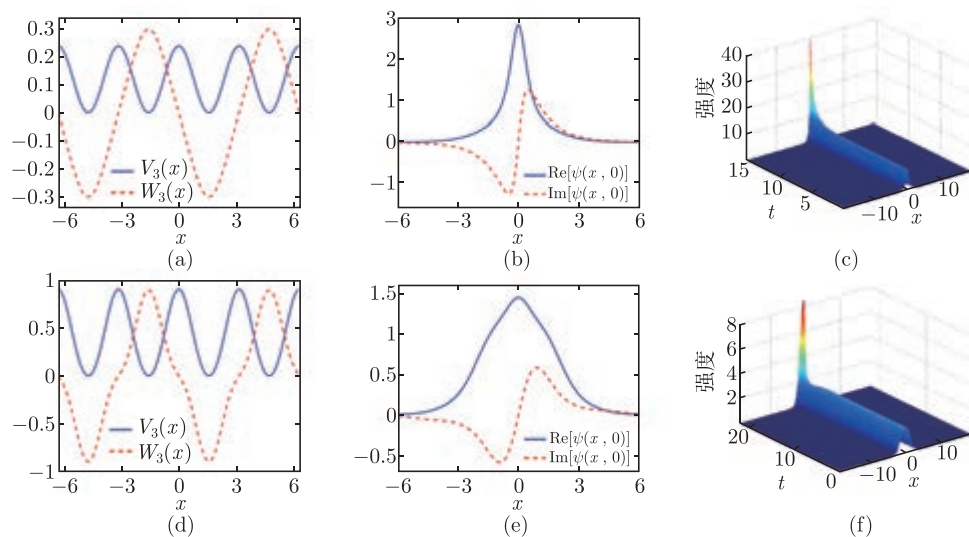 0.3
0.2
0.1
0
−0.1
−0.2
−0.3
V₃(x)
W₃(x)
−6 −3 0 3 6
x
(a)
3
2
1
0
−1
Re[ψ(x , 0)]
Im[ψ(x , 0)]
−6 −3 0 3 6
x
(b)
40
30
20
10
强度
15 10 5
t
−10 0 10
x
(c)
1
0.5
0
−0.5
−1
V₃(x)
W₃(x)
−6 −3 0 3 6
x
(d)
1.5
1.0
0.5
0
−0.5
Re[ψ(x , 0)]
Im[ψ(x , 0)]
−6 −3 0 3 6
x
(e)
8
6
4
2
强度
20 10 0
t
−10 0 10
x
(f)